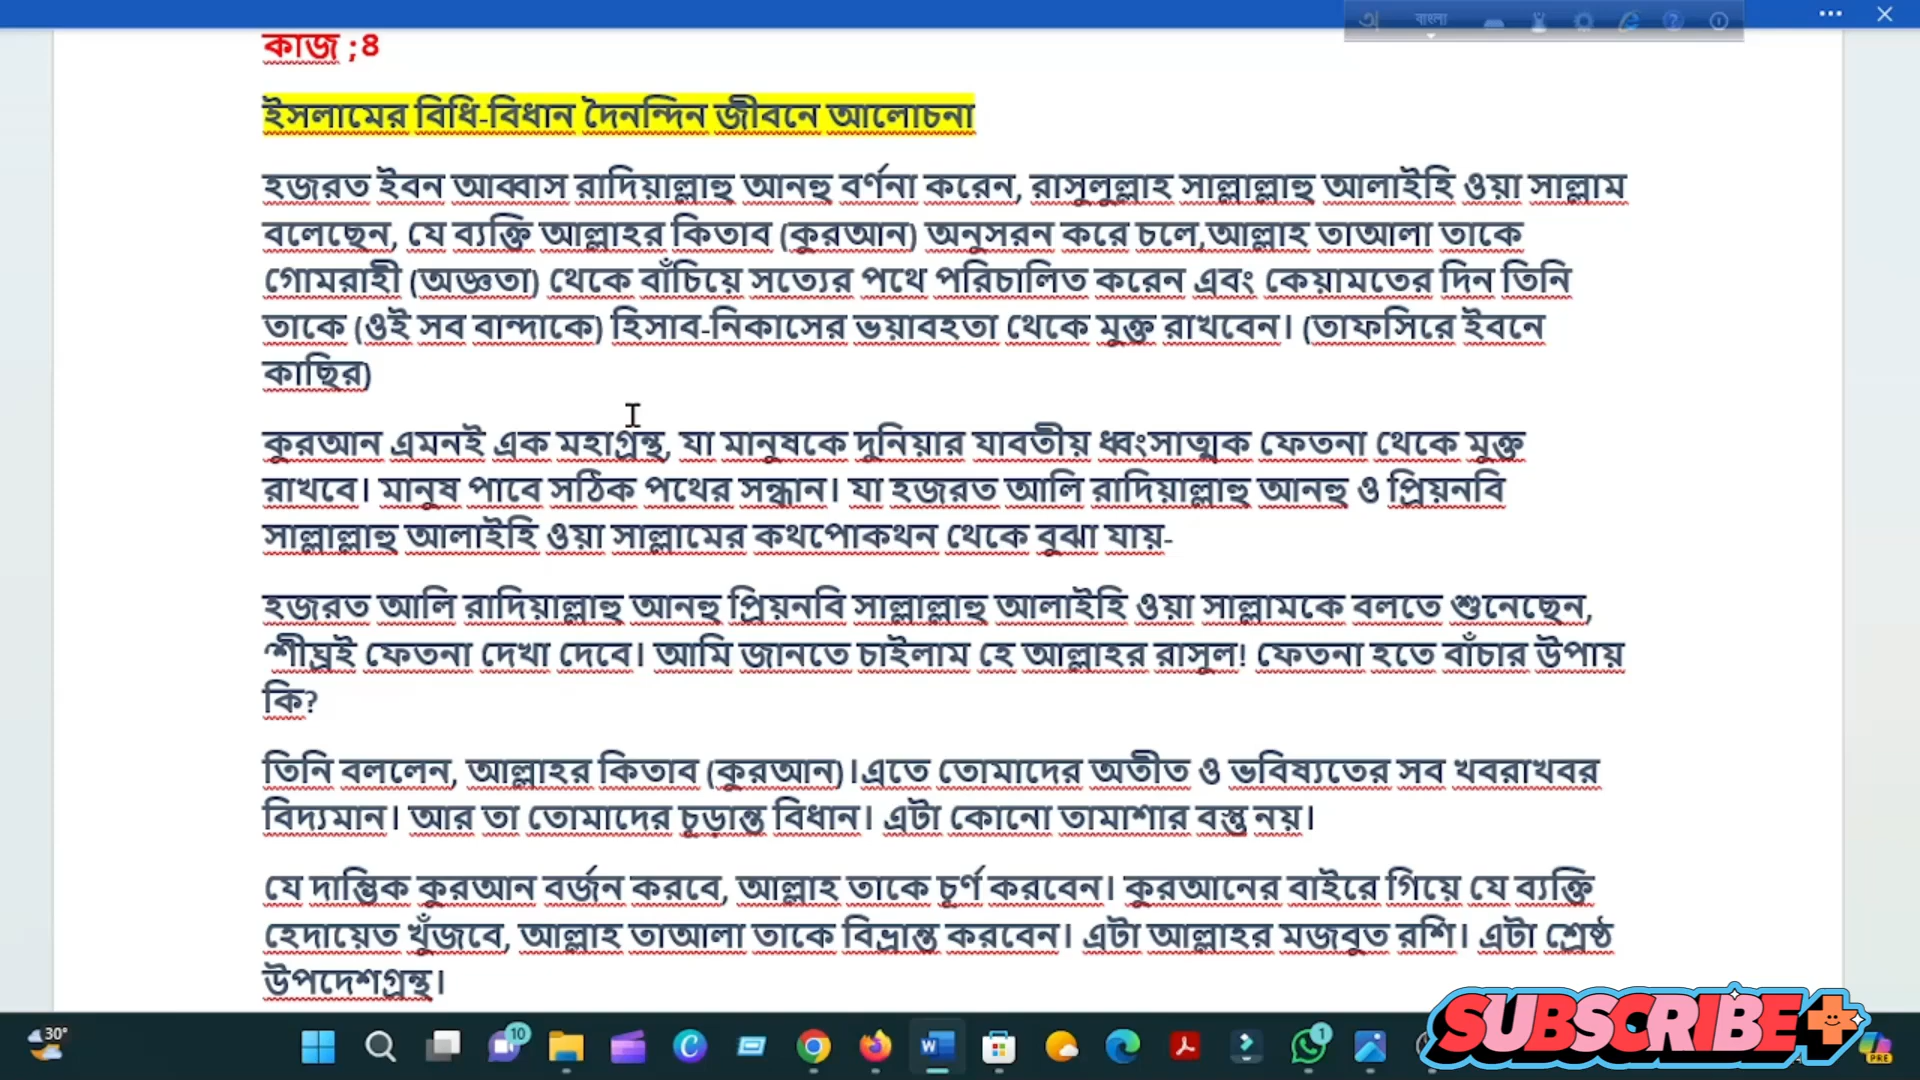 বাংলা
কাজ ;৪
ইসলামের বিধি-বিধান দৈনন্দিন জীবনে আলোচনা
হজরত ইবন আব্বাস রাদিয়াল্লাহু আনহু বর্ণনা করেন, রাসুলুল্লাহ সাল্লাল্লাহু আলাইহি ওয়া সাল্লাম
বলেছেন, যে ব্যক্তি আল্লাহর কিতাব (কুরআন) অনুসরন করে চলে,আল্লাহ তাআলা তাকে
গোমরাহী (অজ্ঞতা) থেকে বাঁচিয়ে সত্যের পথে পরিচালিত করেন এবং কেয়ামতের দিন তিনি
তাকে (ওই সব বান্দাকে) হিসাব-নিকাসের ভয়াবহতা থেকে মুক্ত রাখবেন। (তাফসিরে ইবনে
কাছির)
কুরআন এমনই এক মহাগ্রন্থ, যা মানুষকে দুনিয়ার যাবতীয় ধ্বংসাত্মক ফেতনা থেকে মুক্ত
রাখবে। মানুষ পাবে সঠিক পথের সন্ধান। যা হজরত আলি রাদিয়াল্লাহু আনহু ও প্রিয়নবি
সাল্লাল্লাহু আলাইহি ওয়া সাল্লামের কথপোকথন থেকে বুঝা যায়-
হজরত আলি রাদিয়াল্লাহু আনহু প্রিয়নবি সাল্লাল্লাহু আলাইহি ওয়া সাল্লামকে বলতে শুনেছেন,
‘শীঘ্রই ফেতনা দেখা দেবে। আমি জানতে চাইলাম হে আল্লাহর রাসুল! ফেতনা হতে বাঁচার উপায়
কি?
তিনি বললেন, আল্লাহর কিতাব (কুরআন)।এতে তোমাদের অতীত ও ভবিষ্যতের সব খবরাখবর
বিদ্যমান। আর তা তোমাদের চূড়ান্ত বিধান। এটা কোনো তামাশার বস্তু নয়।
যে দাম্ভিক কুরআন বর্জন করবে, আল্লাহ তাকে চূর্ণ করবেন। কুরআনের বাইরে গিয়ে যে ব্যক্তি
হেদায়েত খুঁজবে, আল্লাহ তাআলা তাকে বিভ্রান্ত করবেন। এটা আল্লাহর মজবুত রশি। এটা শ্রেষ্ঠ
উপদেশগ্রন্থ।
30°
10
1
SUBSCRIBE
PRE